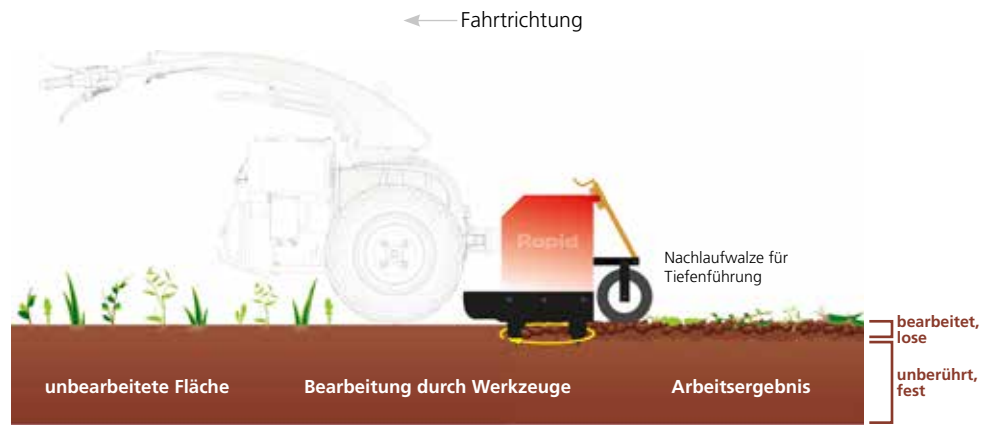 Fahrtrichtung
Rapid
Nachlaufwalze für
Tiefenführung
bearbeitet,
lose
unberührt,
fest
unbearbeitete Fläche
Bearbeitung durch Werkzeuge
Arbeitsergebnis